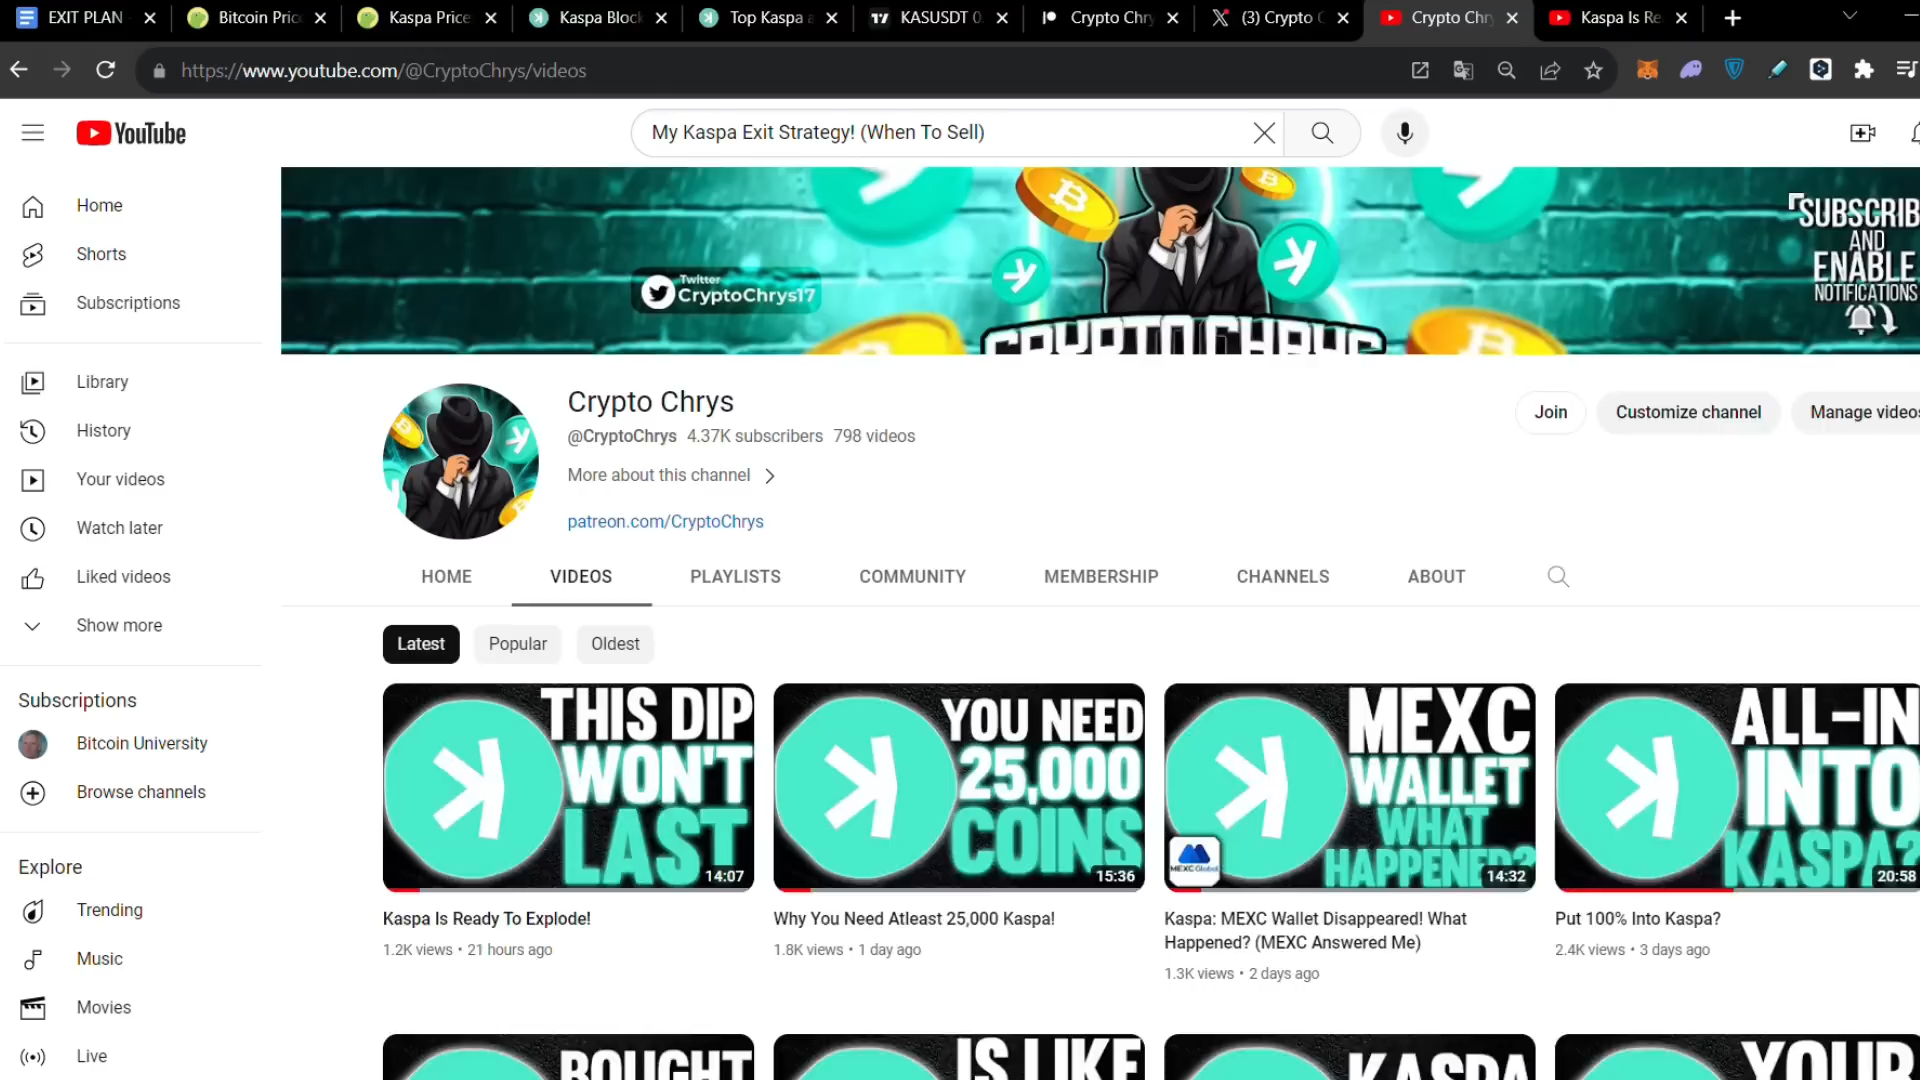 EXIT PLAN
Bitcoin Pric
Kaspa Price
Kaspa Bloc
Top Kaspa a
KASUSDT 0.
Crypto Chry
(3) Crypto C
Crypto Chry
Kaspa Is Re
https://www.youtube.com/@CryptoChrys/videos
YouTube
My Kaspa Exit Strategy! (When To Sell)
Home
Shorts
Subscriptions
Library
History
Your videos
Watch later
Liked videos
Show more
Subscriptions
Bitcoin University
Browse channels
Explore
Trending
Music
Movies
Live
Twitter
CryptoChrys17
CRYPTO CHRYS
SUBSCRIB
AND
ENABLE
NOTIFICATIONS
Crypto Chrys
@CryptoChrys 4.37K subscribers 798 videos
More about this channel
patreon.com/CryptoChrys
Join
Customize channel
Manage videos
HOME
VIDEOS
PLAYLISTS
COMMUNITY
MEMBERSHIP
CHANNELS
ABOUT
Latest
Popular
Oldest
THIS DIP
WON'T
LAST
14:07
Kaspa Is Ready To Explode!
1.2K views • 21 hours ago
YOU NEED
25,000
COINS
15:36
Why You Need Atleast 25,000 Kaspa!
1.8K views • 1 day ago
MEXC
WALLET
WHAT
HAPPENED?
MEXC Global
14:32
Kaspa: MEXC Wallet Disappeared! What
Happened? (MEXC Answered Me)
1.3K views • 2 days ago
ALL-IN
INTO
KASPA?
20:58
Put 100% Into Kaspa?
2.4K views • 3 days ago
BOUGHT
IS LIKE
KASPA
YOUR